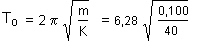 T₀ = 2 π √(m/K) = 6,28 √(0,100/40)